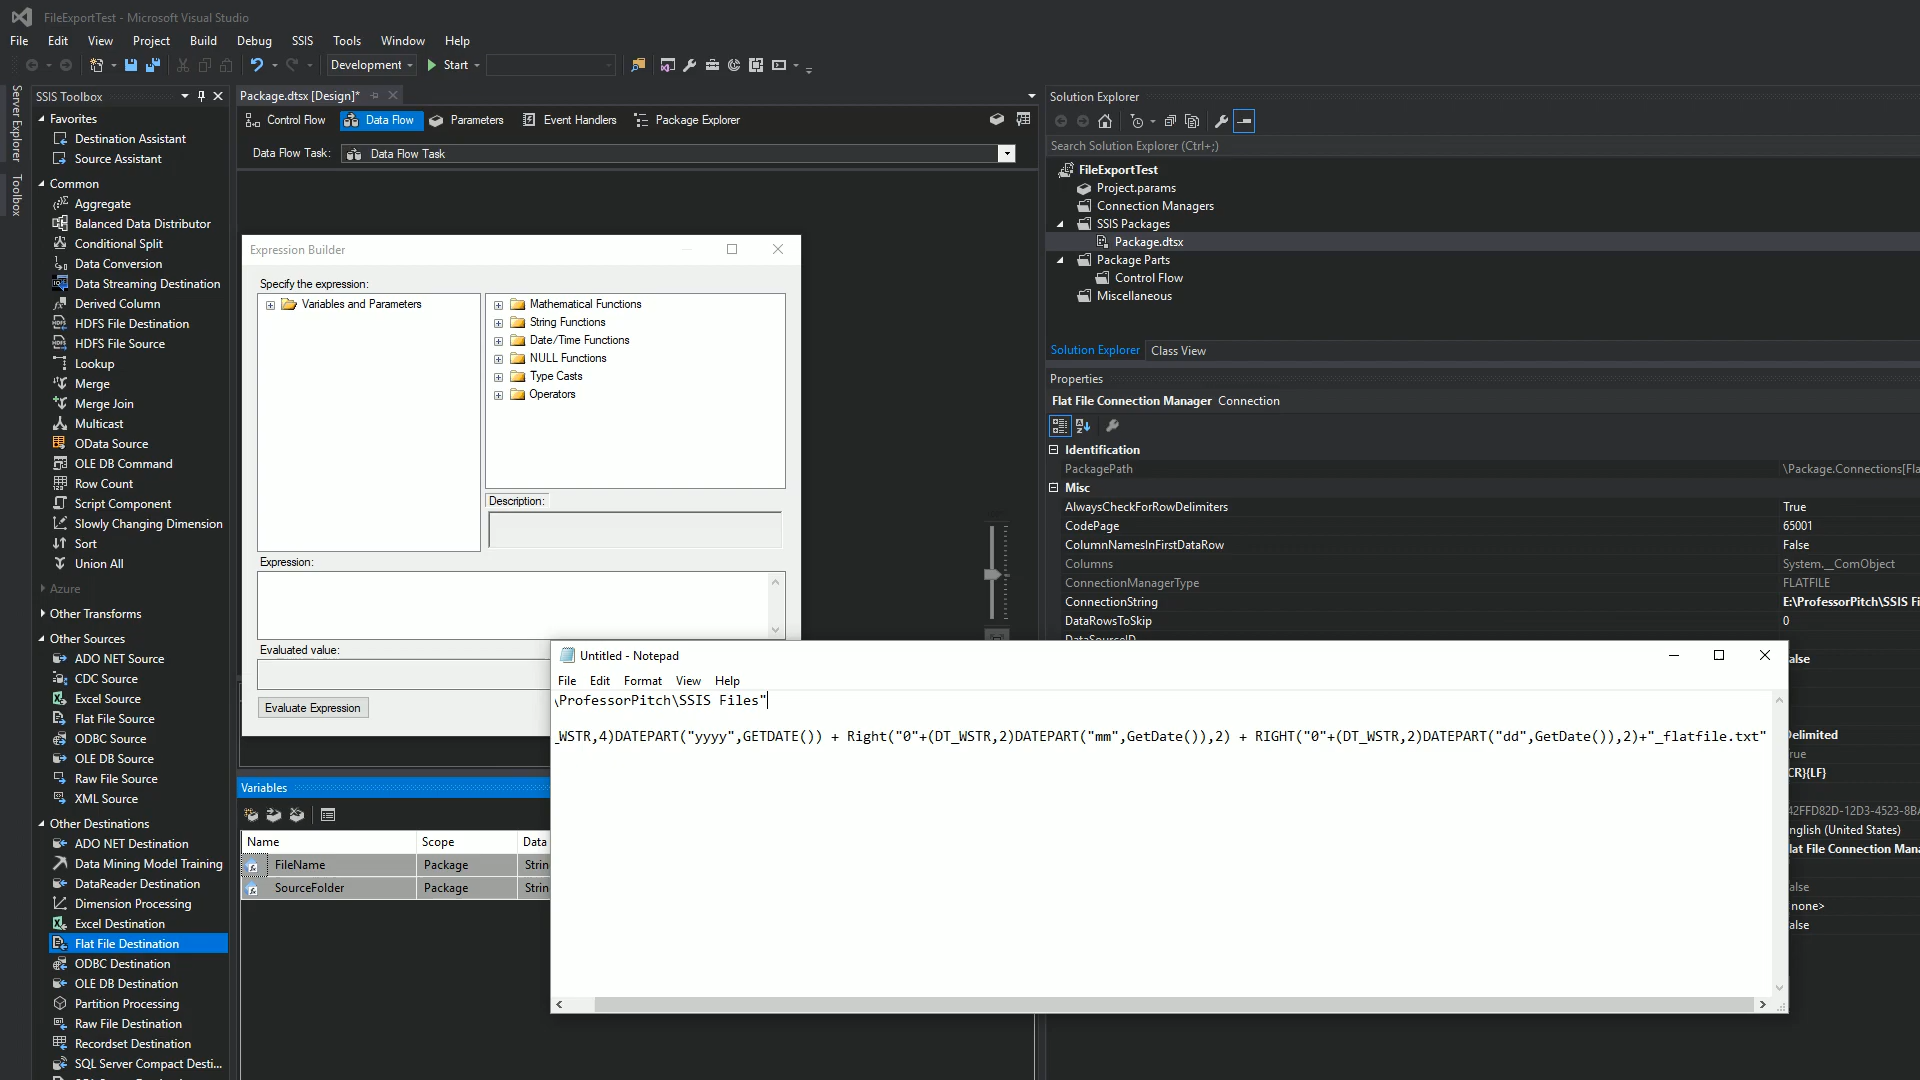 FileExportTest - Microsoft Visual Studio
File Edit View Project Build Debug SSIS Tools Window Help
Development Start
Server Explorer
Toolbox
SSIS Toolbox
Favorites
Destination Assistant
Source Assistant
Common
Aggregate
Balanced Data Distributor
Conditional Split
Data Conversion
Data Streaming Destination
Derived Column
HDFS File Destination
HDFS File Source
Lookup
Merge
Merge Join
Multicast
OData Source
OLE DB Command
Row Count
Script Component
Slowly Changing Dimension
Sort
Union All
Azure
Other Transforms
Other Sources
ADO NET Source
CDC Source
Excel Source
Flat File Source
ODBC Source
OLE DB Source
Raw File Source
XML Source
Other Destinations
ADO NET Destination
Data Mining Model Training
DataReader Destination
Dimension Processing
Excel Destination
Flat File Destination
ODBC Destination
OLE DB Destination
Partition Processing
Raw File Destination
Recordset Destination
SQL Server Compact Desti...
Package.dtsx [Design]*
Control Flow Data Flow Parameters Event Handlers Package Explorer
Data Flow Task: Data Flow Task
Expression Builder
Specify the expression:
Variables and Parameters
Mathematical Functions
String Functions
Date/Time Functions
NULL Functions
Type Casts
Operators
Description:
Expression:
Evaluated value:
Evaluate Expression
Variables
Name Scope Data
FileName Package Strin
SourceFolder Package Strin
Untitled - Notepad
File Edit Format View Help
\ProfessorPitch\SSIS Files"
_WSTR,4)DATEPART("yyyy",GETDATE()) + Right("0"+(DT_WSTR,2)DATEPART("mm",GetDate()),2) + RIGHT("0"+(DT_WSTR,2)DATEPART("dd",GetDate()),2)+"_flatfile.txt"
Solution Explorer
Search Solution Explorer (Ctrl+;)
FileExportTest
Project.params
Connection Managers
SSIS Packages
Package.dtsx
Package Parts
Control Flow
Miscellaneous
Solution Explorer Class View
Properties
Flat File Connection Manager Connection
Identification
PackagePath \Package.Connections[Fla
Misc
AlwaysCheckForRowDelimiters True
CodePage 65001
ColumnNamesInFirstDataRow False
Columns System.__ComObject
ConnectionManagerType FLATFILE
ConnectionString E:\ProfessorPitch\SSIS Fi
DataRowsToSkip 0
DataSourceID
alse
Delimited
rue
CR}{LF}
42FFD82D-12D3-4523-8BA
nglish (United States)
lat File Connection Mana
alse
none>
alse